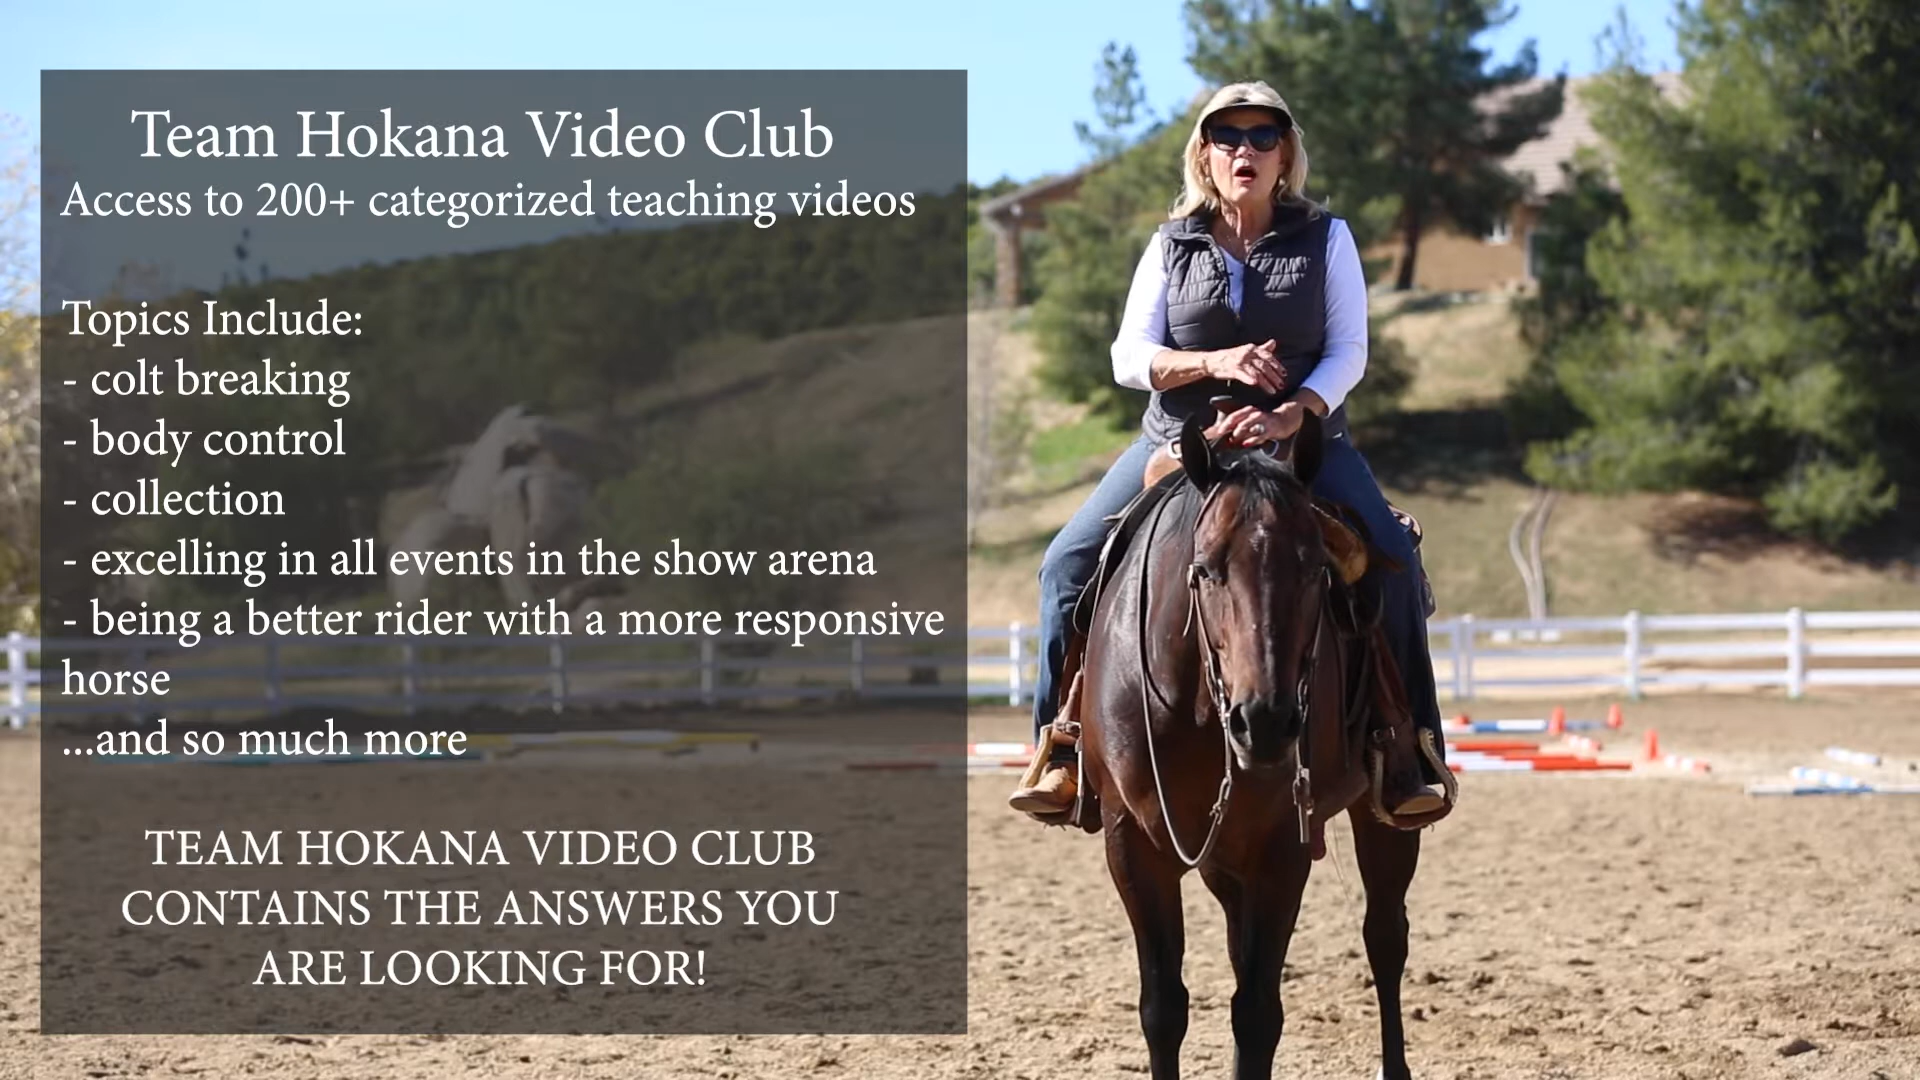 Team Hokana Video Club
Access to 200+ categorized teaching videos
Topics Include:
- colt breaking
- body control
- collection
- excelling in all events in the show arena
- being a better rider with a more responsive
horse
...and so much more
TEAM HOKANA VIDEO CLUB
CONTAINS THE ANSWERS YOU
ARE LOOKING FOR!